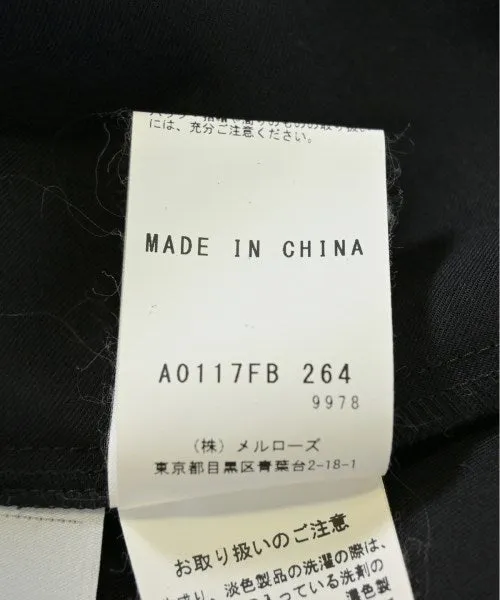 には、充分ご注意ください。
MADE IN CHINA
A0117FB 264
9978
(株) メルローズ
東京都目黒区青葉台2-18-1
お取り扱いのご注意
淡色製品の洗濯の際は、
入っている洗剤の
濃色